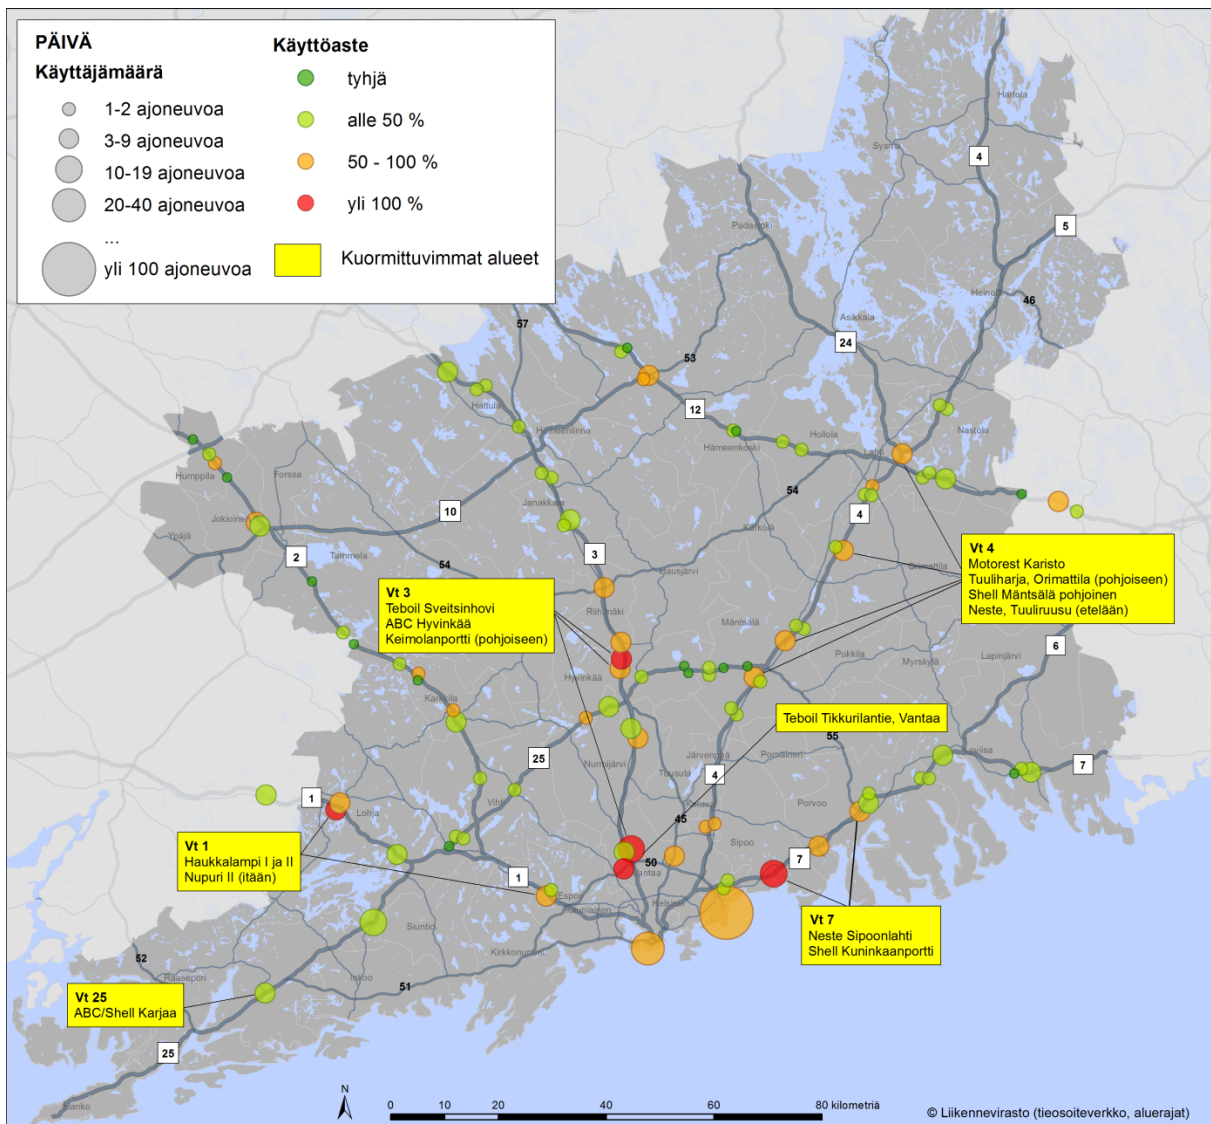 PÄIVÄ
Käyttäjämäärä
1-2 ajoneuvoa
3-9 ajoneuvoa
10-19 ajoneuvoa
20-40 ajoneuvoa
...
yli 100 ajoneuvoa
Käyttöaste
tyhjä
alle 50 %
50 - 100 %
yli 100 %
Kuormittuvimmat alueet
Hartola
Sysmä
4
Padasjoki
5
Heinola
46
Asikkala
24
57
53
12
Hattula
Hämeenlinna
Hämeenkoski
Hollola
Nastola
Lahti
Humppila
Forssa
Janakkala
54
Kärkölä
10
4
Jokioinen
Ypäjä
2
Tammela
54
3
Hausjärvi
Orimattila
Riihimäki
Vt 4
Motorest Karisto
Tuuliharja, Orimattila (pohjoiseen)
Shell Mäntsälä pohjoinen
Neste, Tuuliruusu (etelään)
Vt 3
Teboil Sveitsinhovi
ABC Hyvinkää
Keimolanportti (pohjoiseen)
Mäntsälä
Pukkila
Myrskylä
Lapinjärvi
6
Hyvinkää
Karkkila
Teboil Tikkurilantie, Vantaa
55
25
Nurmijärvi
Järvenpää
Pornainen
Loviisa
7
Tuusula
4
1
Lohja
Vihti
Kerava
Porvoo
45
Sipoo
7
Vt 1
Haukkalampi I ja II
Nupuri II (itään)
50
Vantaa
1
Espoo
Kauniainen
Helsinki
Vt 7
Neste Sipoonlahti
Shell Kuninkaanportti
Siuntio
Kirkkonummi
52
Raasepori
Inkoo
51
Vt 25
ABC/Shell Karjaa
25
Hanko
N
0
20
40
60
80 kilometriä
© Liikennevirasto (tieosoiteverkko, aluerajat)